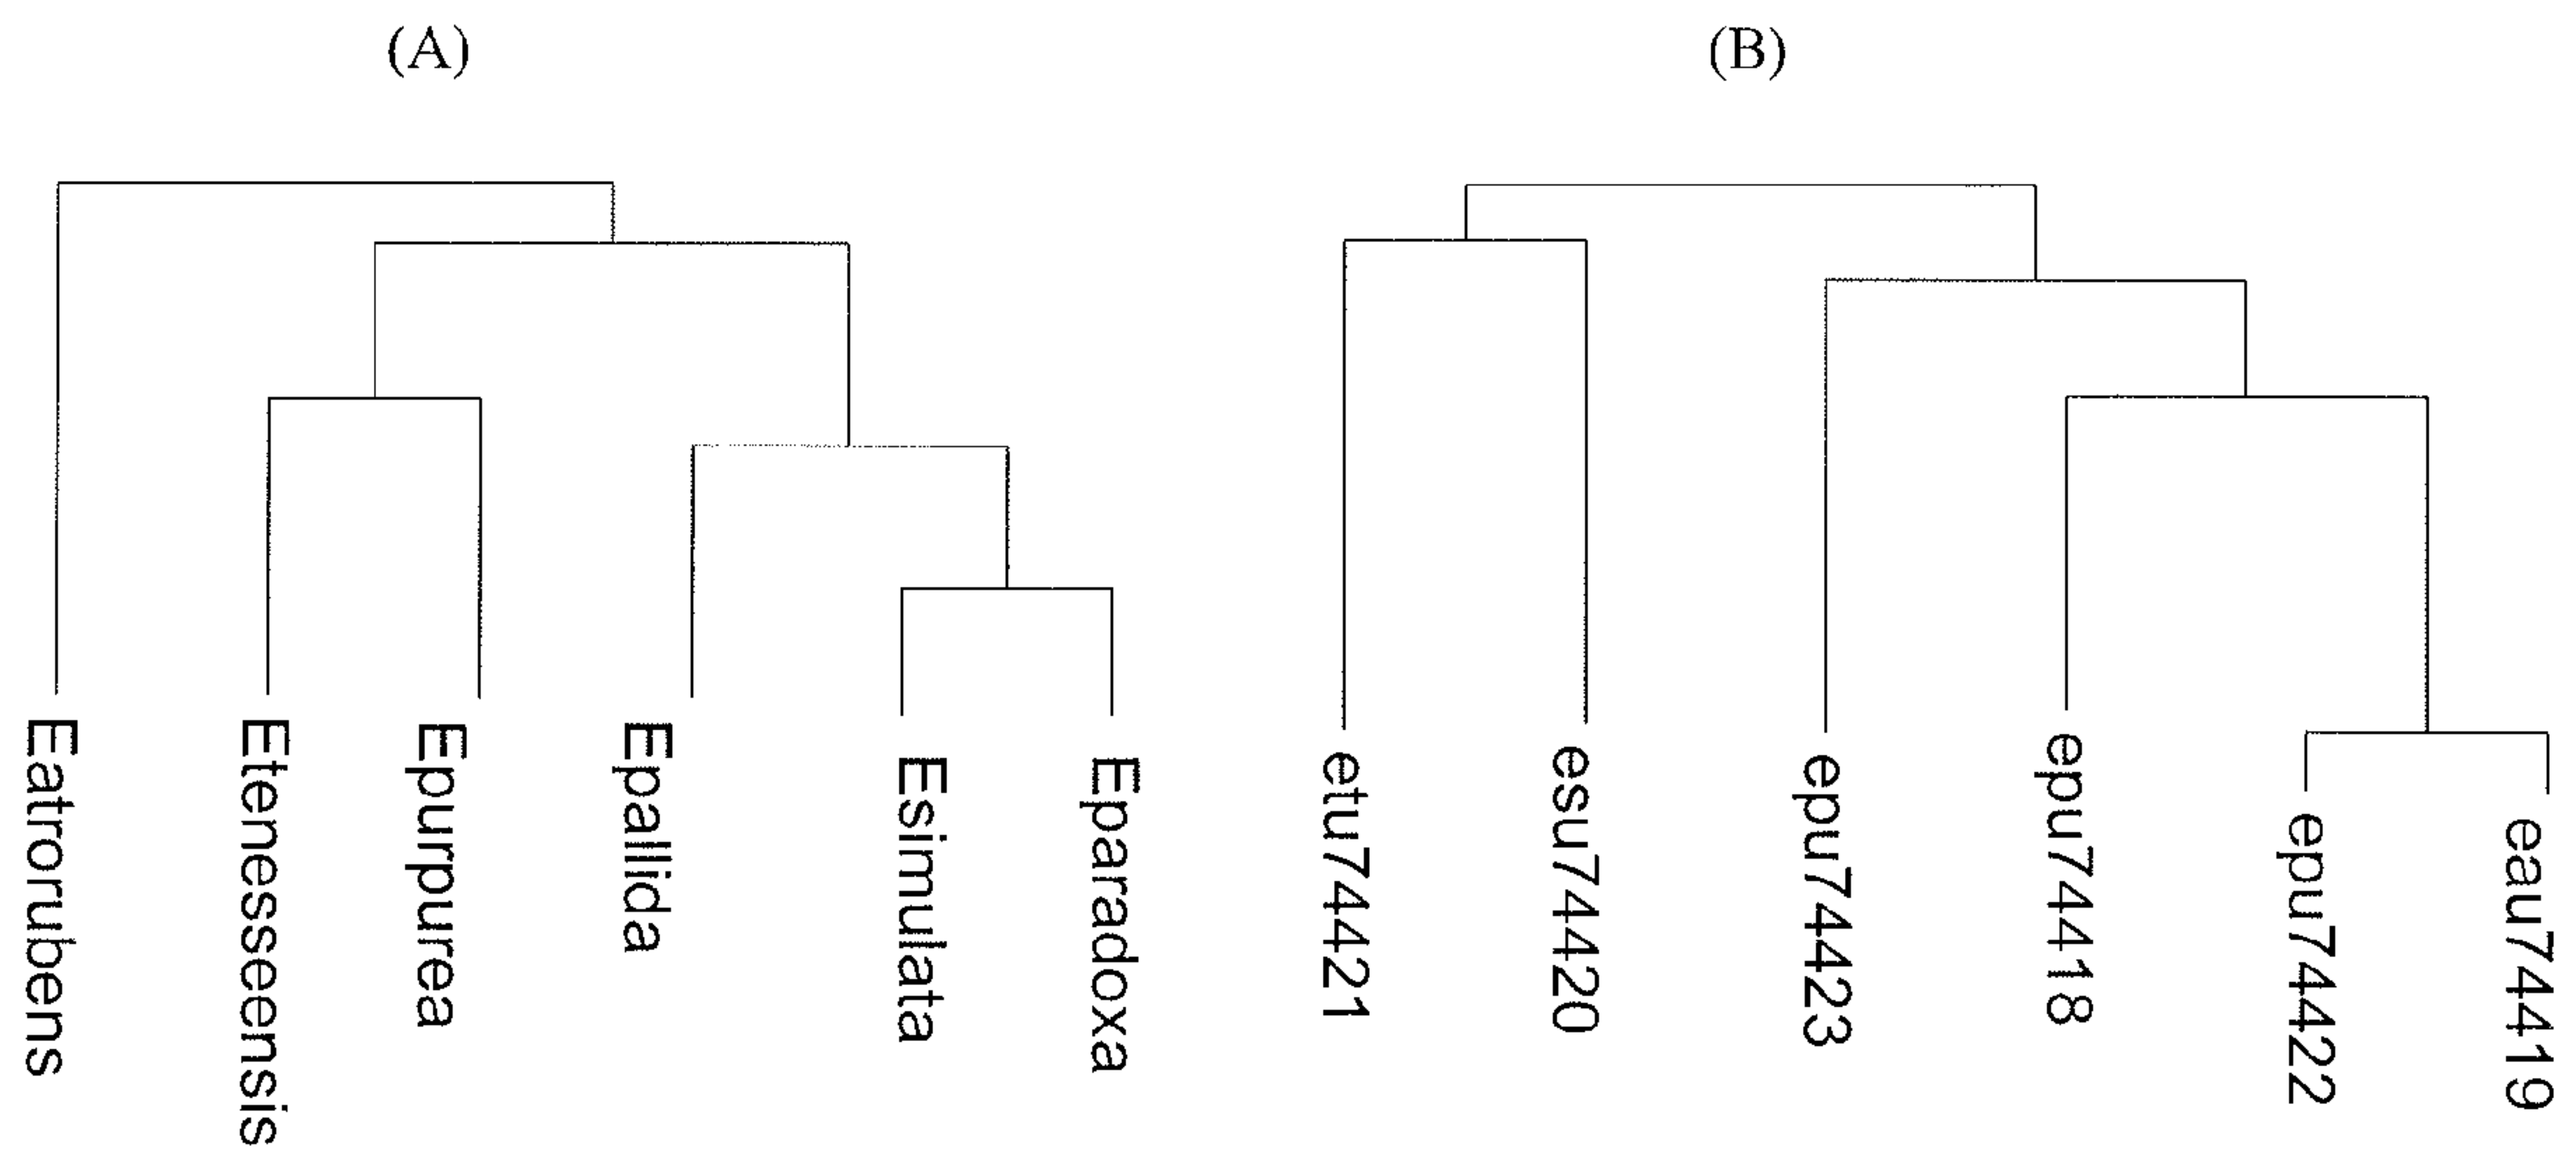 (A)
(B)
Eatrorubens
Etenesseensis
Epurpurea
Epallida
Esimulata
Eparadoxa
etu74421
esu74420
epu74423
epu74418
epu74422
eau74419